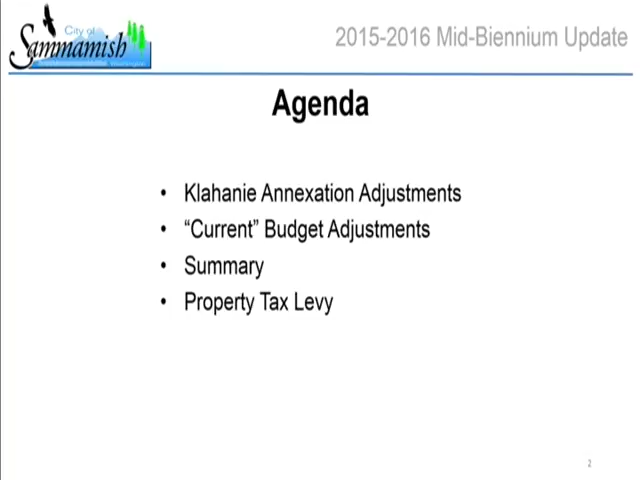 City of
Sammamish
2015-2016 Mid-Biennium Update
Agenda
• Klahanie Annexation Adjustments
• “Current” Budget Adjustments
• Summary
• Property Tax Levy
2